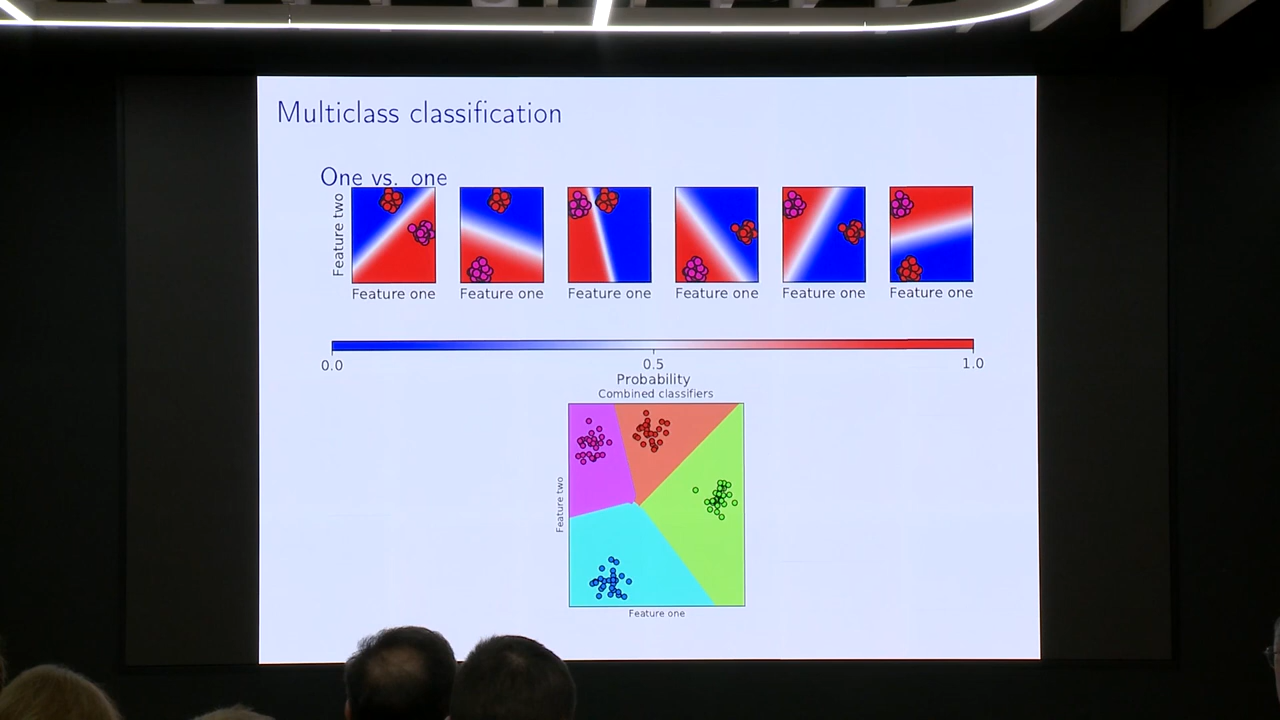 Multiclass classification
One vs. one
Feature two
Feature one Feature one Feature one Feature one Feature one Feature one
0.0 0.5 1.0
Probability
Combined classifiers
Feature two
Feature one